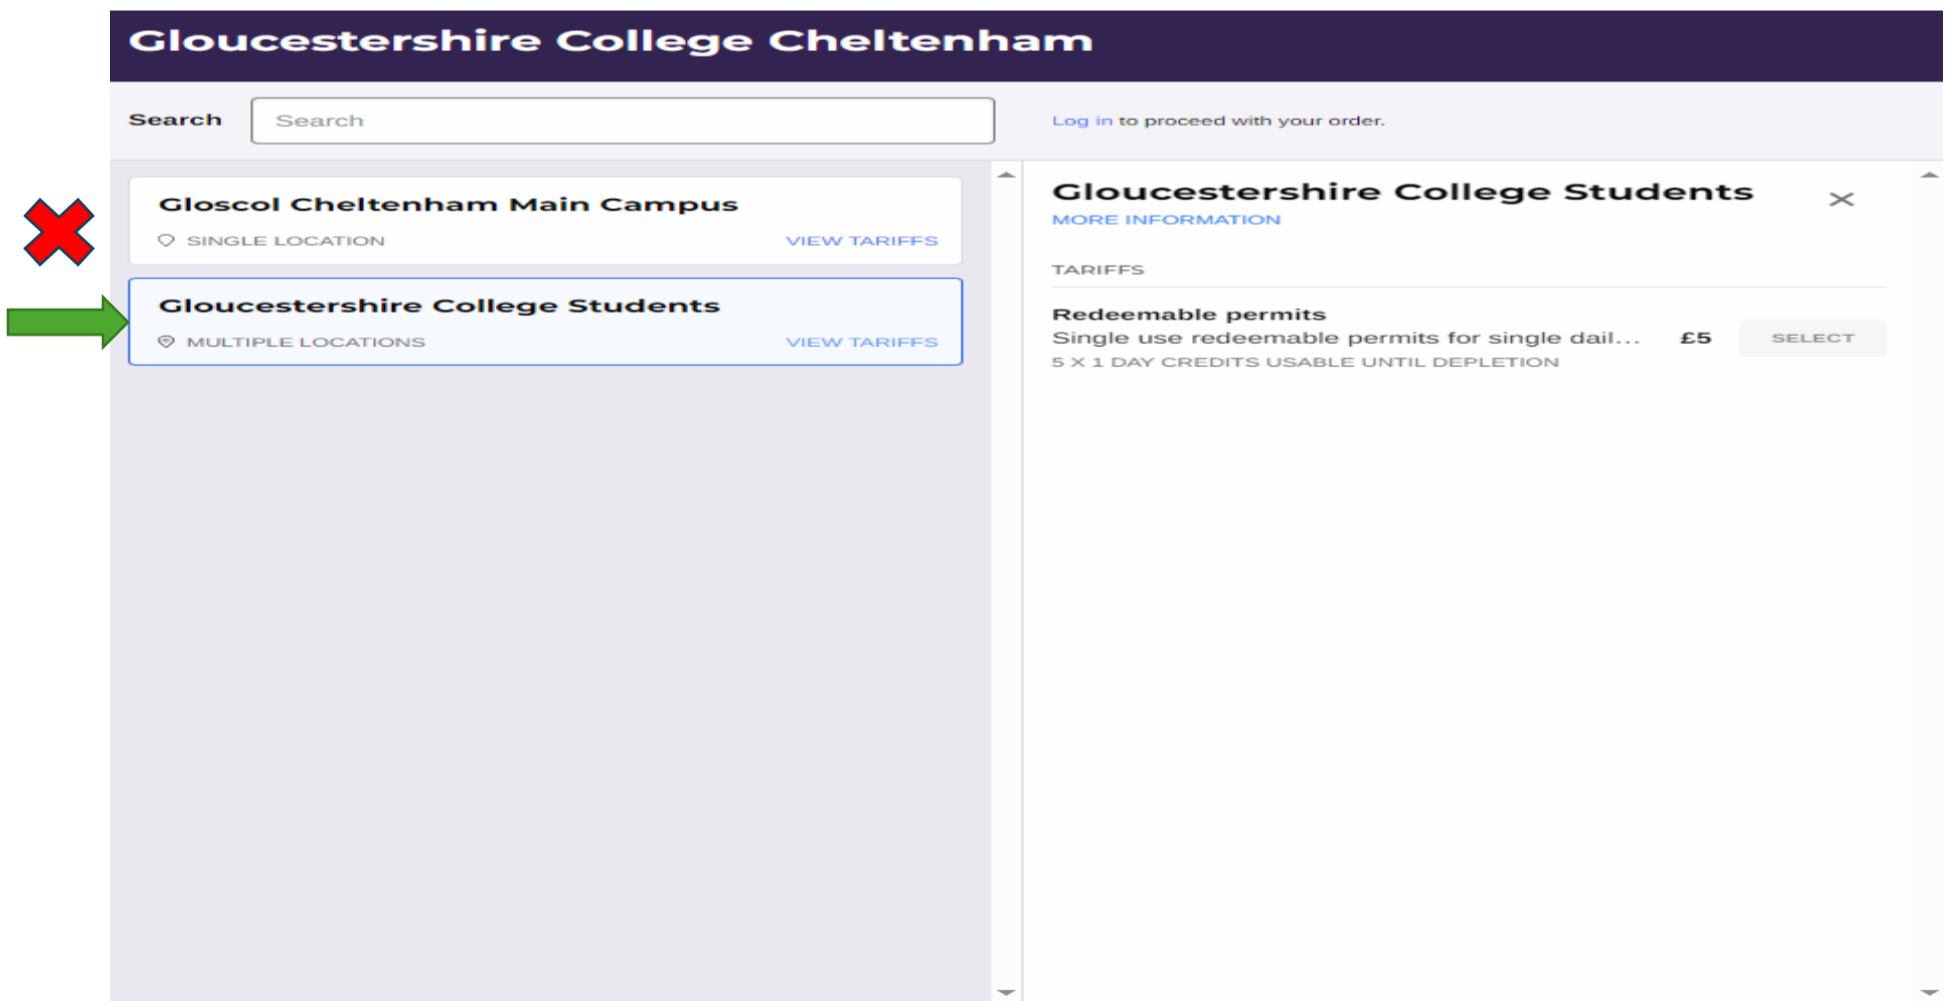 Gloucestershire College Cheltenham
Search
Search
Log in to proceed with your order.
Gloscol Cheltenham Main Campus
SINGLE LOCATION
VIEW TARIFFS
Gloucestershire College Students
MULTIPLE LOCATIONS
VIEW TARIFFS
Gloucestershire College Students
MORE INFORMATION
TARIFFS
Redeemable permits
Single use redeemable permits for single dail...
£5
SELECT
5 X 1 DAY CREDITS USABLE UNTIL DEPLETION